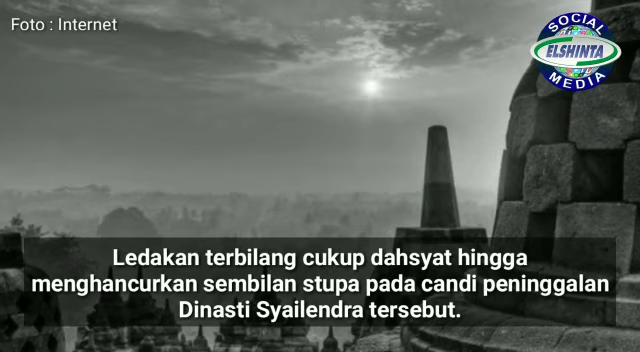 Foto : Internet
SOCIAL
ELSHINTA
MEDIA
Ledakan terbilang cukup dahsyat hingga
menghancurkan sembilan stupa pada candi peninggalan
Dinasti Syailendra tersebut.